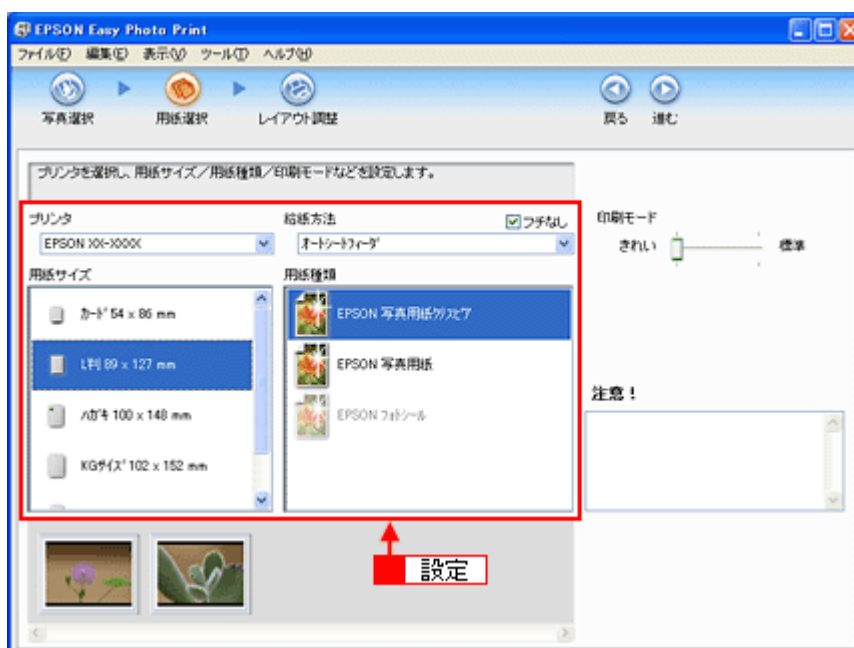 EPSON Easy Photo Print
ファイル(F) 編集(E) 表示(V) ツール(T) ヘルプ(H)
写真選択 用紙選択 レイアウト調整 戻る 進む
プリンタを選択し、用紙サイズ/用紙種類/印刷モードなどを設定します。
プリンタ 給紙方法 フチなし 印刷モード
EPSON XX-XXXX オートシートフィーダ きれい 標準
用紙サイズ 用紙種類
カード 54 x 86 mm EPSON 写真用紙クリスピア
L判 89 x 127 mm EPSON 写真用紙
注意!
ハガキ 100 x 148 mm EPSON フォトシール
KGサイズ 102 x 152 mm
設定